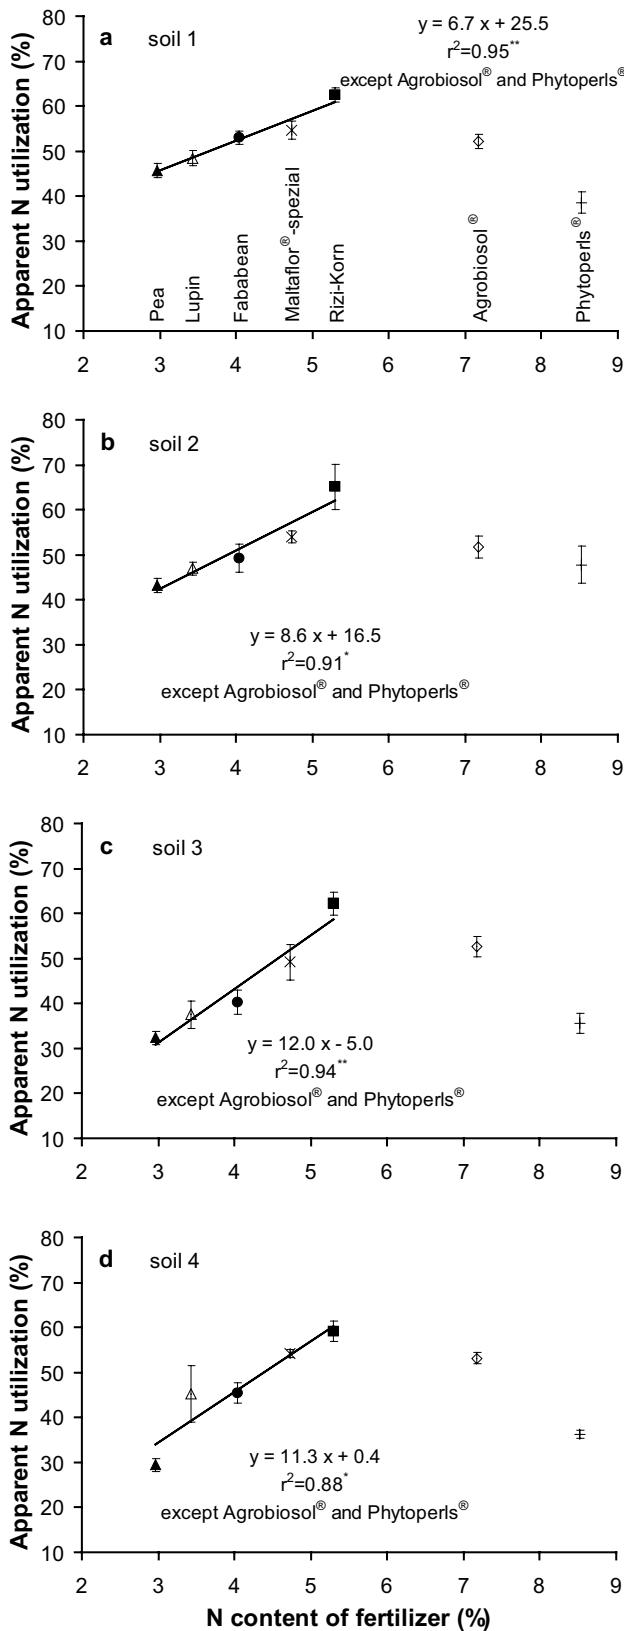 Apparent N utilization (%)
80
70
60
50
40
30
20
10
a soil 1
y = 6.7 x + 25.5
r²=0.95**
except Agrobiosol® and Phytoperls®
Pea
Lupin
Fababean
Maltaflor®-spezial
Rizi-Korn
Agrobiosol®
Phytoperls®
2 3 4 5 6 7 8 9
Apparent N utilization (%)
80
70
60
50
40
30
20
10
b soil 2
y = 8.6 x + 16.5
r²=0.91*
except Agrobiosol® and Phytoperls®
2 3 4 5 6 7 8 9
Apparent N utilization (%)
80
70
60
50
40
30
20
10
c soil 3
y = 12.0 x - 5.0
r²=0.94**
except Agrobiosol® and Phytoperls®
2 3 4 5 6 7 8 9
Apparent N utilization (%)
80
70
60
50
40
30
20
10
d soil 4
y = 11.3 x + 0.4
r²=0.88*
except Agrobiosol® and Phytoperls®
2 3 4 5 6 7 8 9
N content of fertilizer (%)